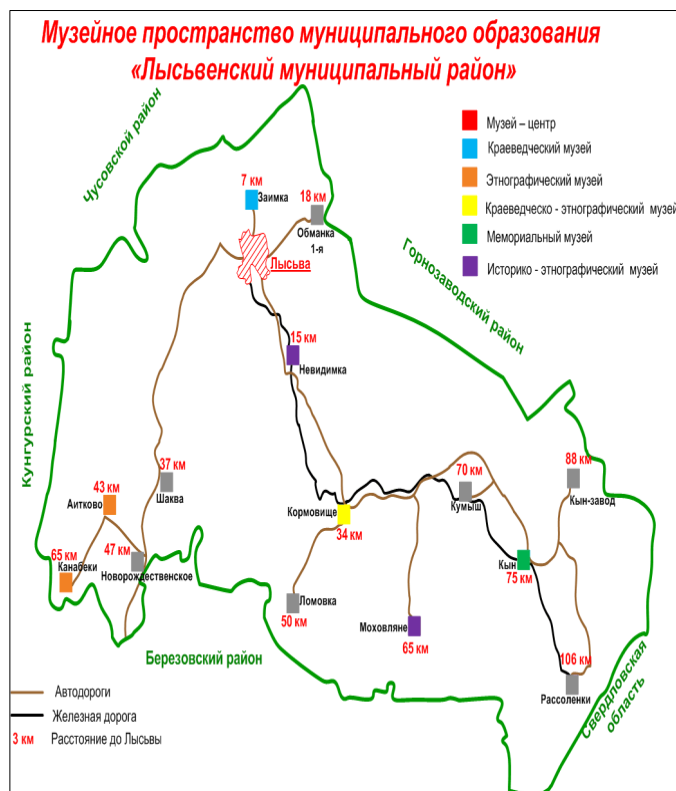 Музейное пространство муниципального образования
«Лысьвенский муниципальный район»
Чусовской район
Музей – центр
Краеведческий музей
Этнографический музей
Краеведческо - этнографический музей
Мемориальный музей
Историко - этнографический музей
7 км
Заимка
18 км
Обманка
1-я
Лысьва
Горнозаводский район
15 км
Невидимка
Кунгурский район
37 км
Шаква
43 км
Аитково
65 км
Канабеки
47 км
Новорождественское
Кормовище
34 км
70 км
Кумыш
88 км
Кын-завод
Кын
75 км
Ломовка
50 км
Моховляне
65 км
106 км
Рассоленки
Березовский район
Свердловская
область
Автодороги
Железная дорога
3 км Расстояние до Лысьвы